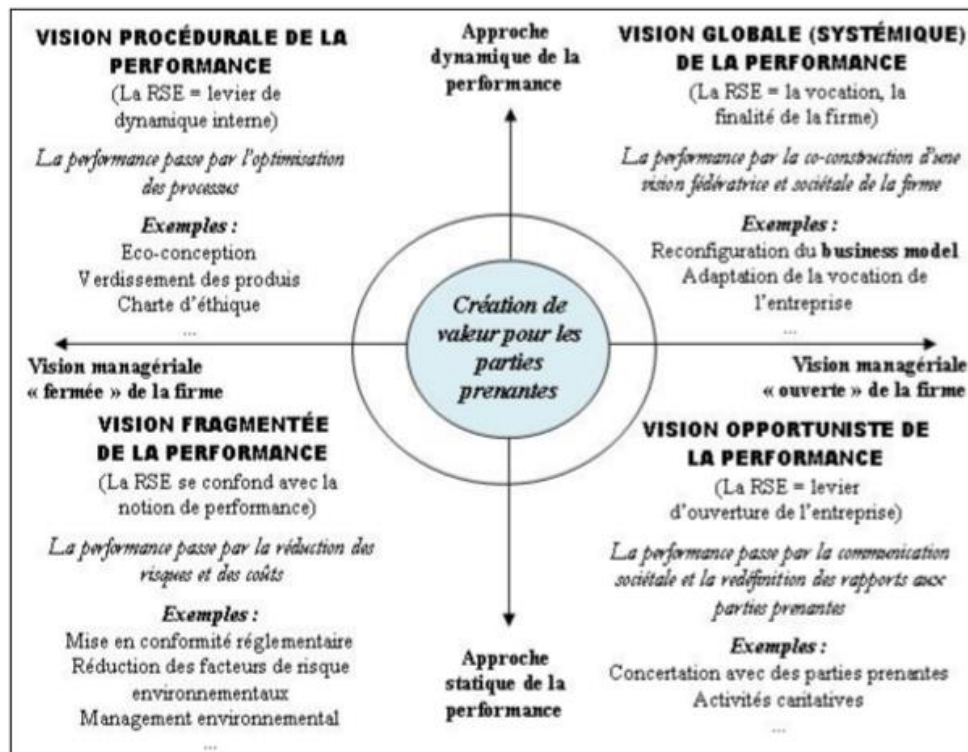 VISION PROCÉDURALE DE LA
PERFORMANCE
(La RSE = levier de
dynamique interne)
La performance passe par l'optimisation
des processus
Exemples :
Eco-conception
Verdissement des produis
Charte d'éthique
...
Approche
dynamique de la
performance
VISION GLOBALE (SYSTÉMIQUE)
DE LA PERFORMANCE
(La RSE = la vocation, la
finalité de la firme)
La performance par la co-construction d'une
vision fédératrice et sociétale de la firme
Exemples :
Reconfiguration du business model
Adaptation de la vocation de
l'entreprise
...
Création de
valeur pour les
parties
prenantes
Vision managériale
« fermée » de la firme
Vision managériale
« ouverte » de la firme
VISION FRAGMENTÉE
DE LA PERFORMANCE
(La RSE se confond avec la
notion de performance)
La performance passe par la réduction des
risques et des coûts
Exemples :
Mise en conformité réglementaire
Réduction des facteurs de risque
environnementaux
Management environnemental
...
Approche
statique de la
performance
VISION OPPORTUNISTE DE
LA PERFORMANCE
(La RSE = levier
d'ouverture de l'entreprise)
La performance passe par la communication
sociétale et la redéfinition des rapports aux
parties prenantes
Exemples :
Concertation avec des parties prenantes
Activités caritatives
...